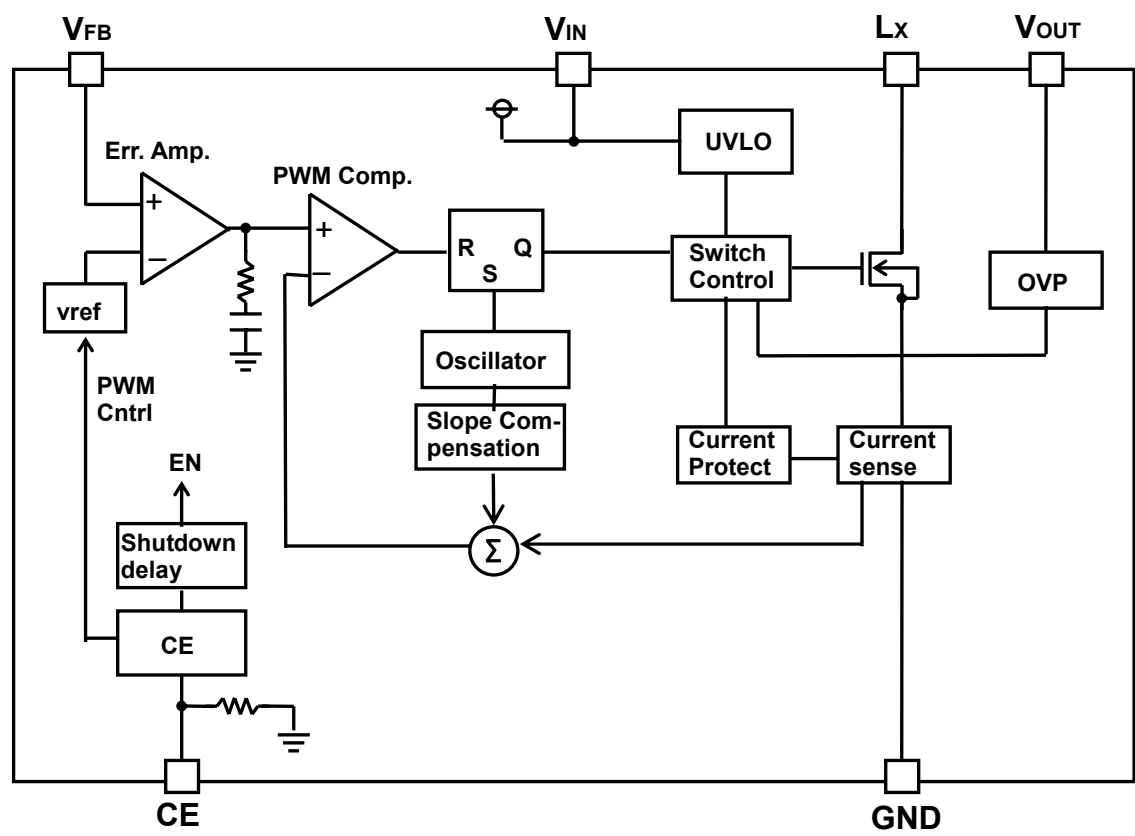 VFB
VIN
LX
VOUT
Err. Amp.
PWM Comp.
UVLO
+
−
+
−
R
Q
S
Switch
Control
OVP
vref
Oscillator
PWM
Cntrl
Slope Com-
pensation
Current
Protect
Current
sense
EN
Shutdown
delay
Σ
CE
CE
GND